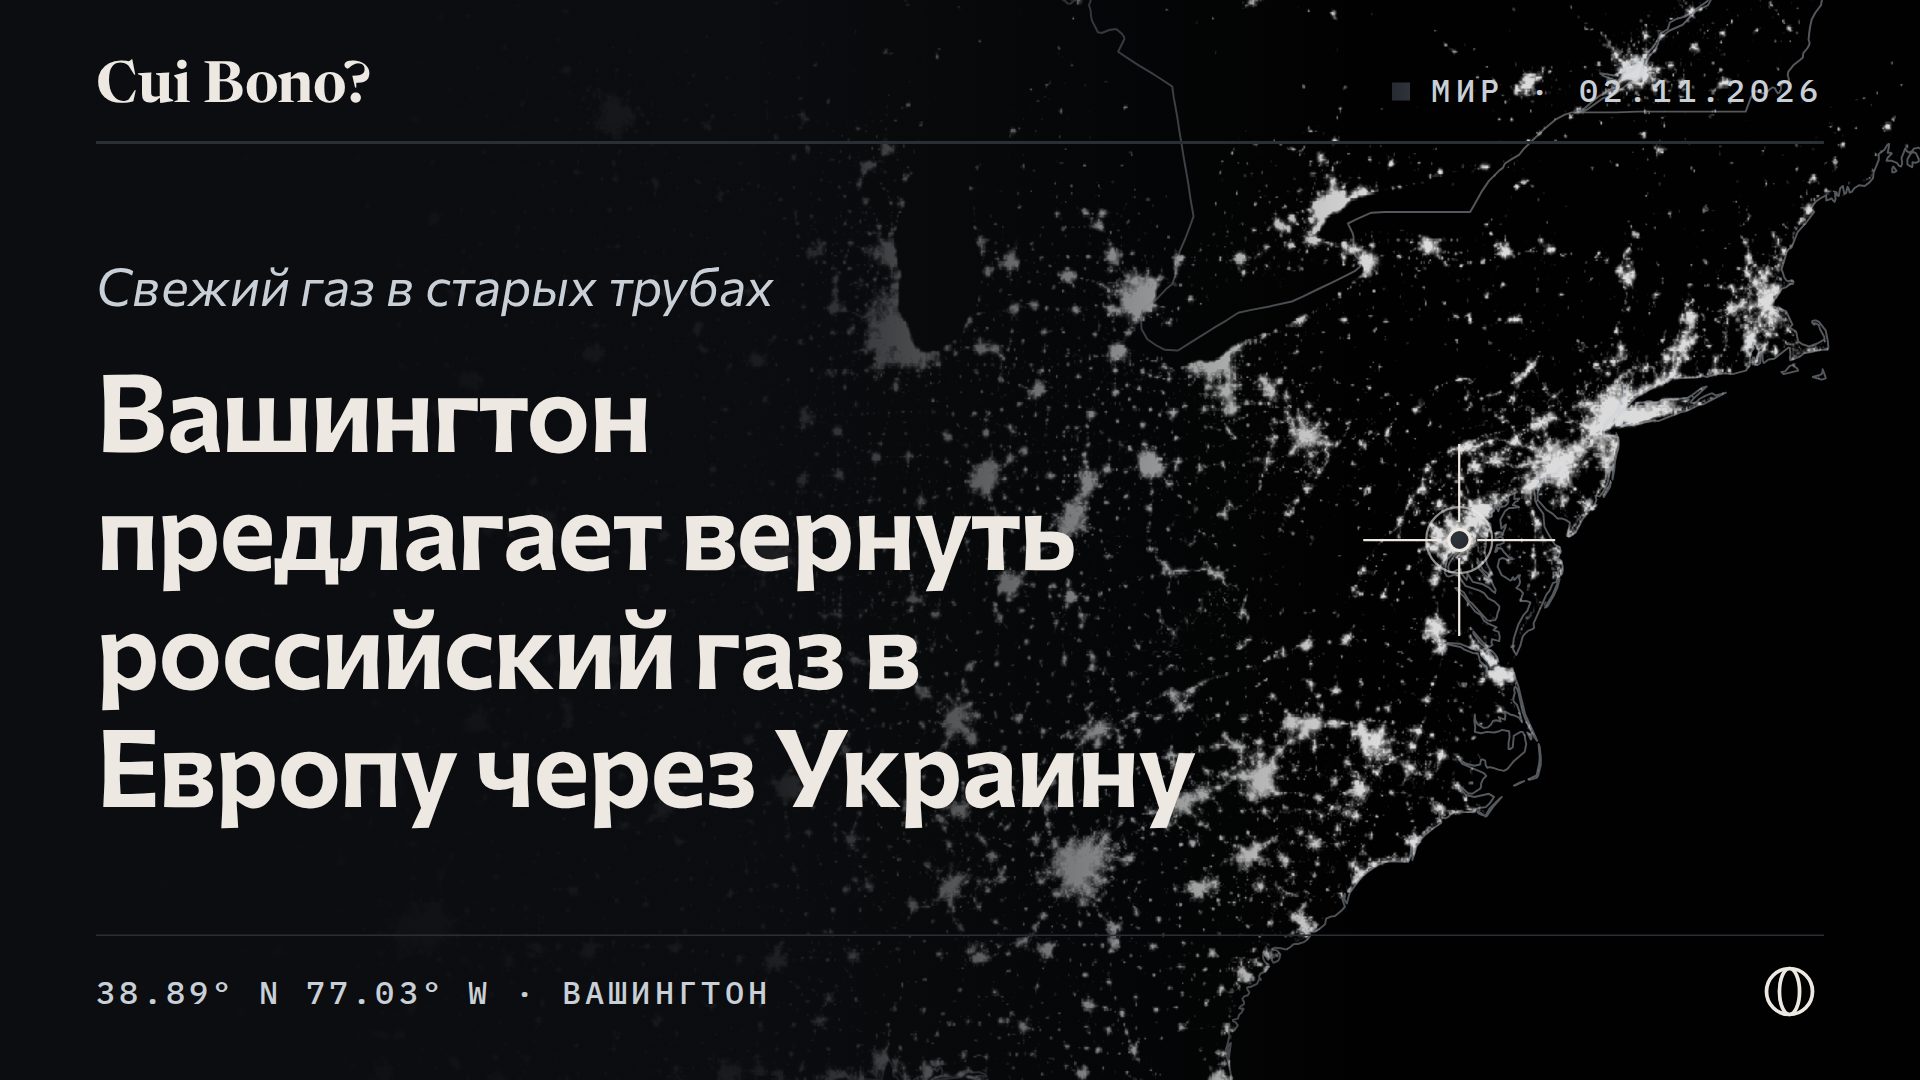 Cui Bono?
МИР · 02.11.2026
Свежий газ в старых трубах
Вашингтон
предлагает вернуть
российский газ в
Европу через Украину
38.89° N 77.03° W · ВАШИНГТОН